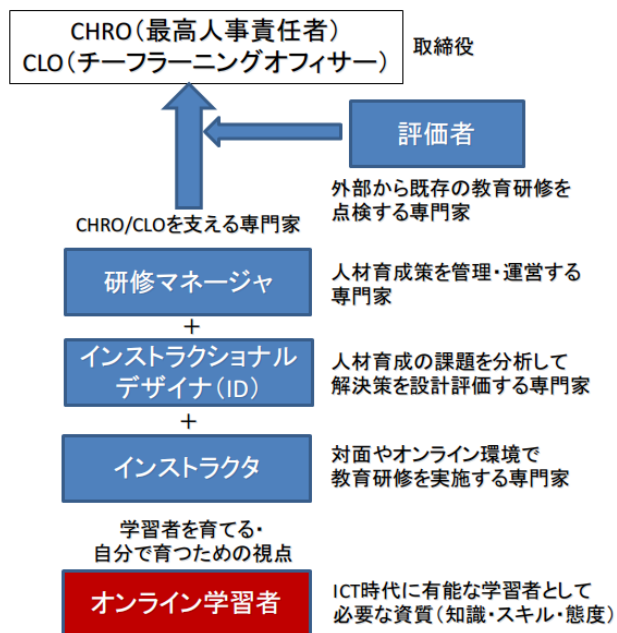 CHRO（最高人事責任者）
CLO（チーフラーニングオフィサー）
取締役
評価者
外部から既存の教育研修を
点検する専門家
CHRO/CLOを支える専門家
研修マネージャ
人材育成策を管理・運営する
専門家
＋
インストラクショナル
デザイナ（ID）
人材育成の課題を分析して
解決策を設計評価する専門家
＋
インストラクタ
対面やオンライン環境で
教育研修を実施する専門家
学習者を育てる・
自分で育つための視点
オンライン学習者
ICT時代に有能な学習者として
必要な資質（知識・スキル・態度）